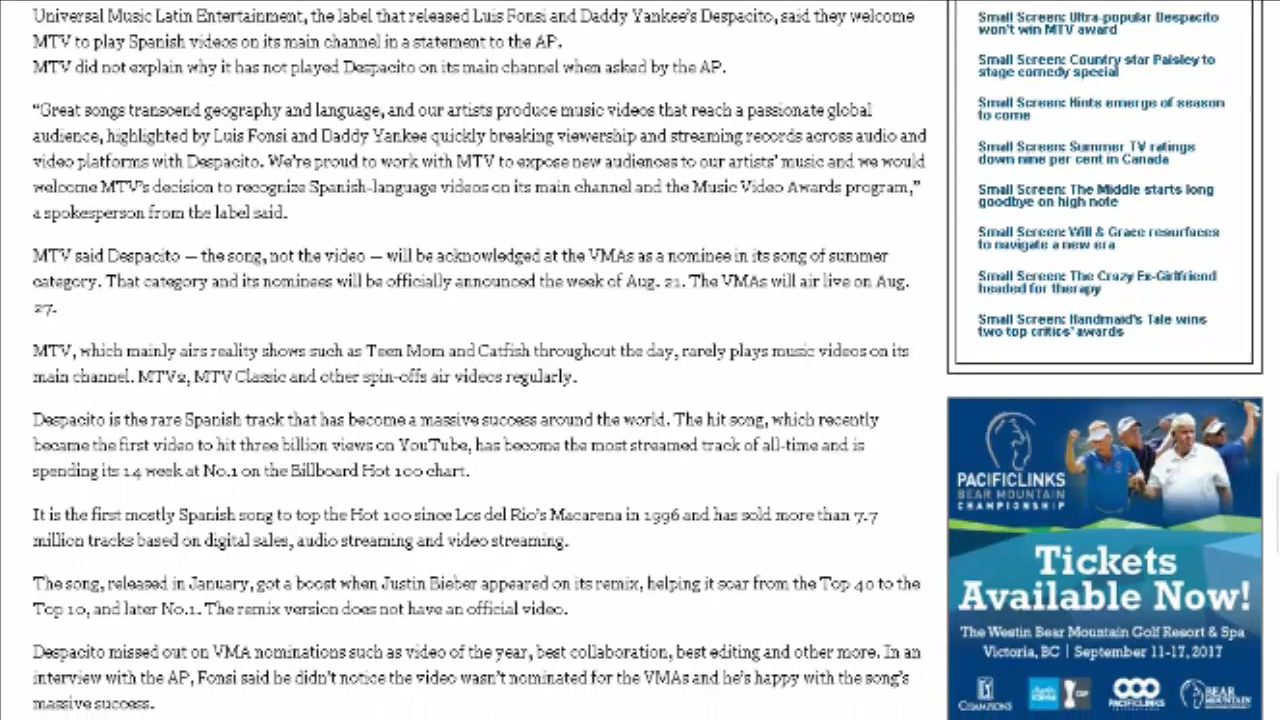 Universal Music Latin Entertainment, the label that released Luis Fonsi and Daddy Yankee's Despacito, said they welcome
MTV to play Spanish videos on its main channel in a statement to the AP.
MTV did not explain why it has not played Despacito on its main channel when asked by the AP.
“Great songs transcend geography and language, and our artists produce music videos that reach a passionate global
audience, highlighted by Luis Fonsi and Daddy Yankee quickly breaking viewership and streaming records across audio and
video platforms with Despacito. We're proud to work with MTV to expose new audiences to our artists' music and we would
welcome MTV's decision to recognize Spanish-language videos on its main channel and the Music Video Awards program,”
a spokesperson from the label said.
MTV said Despacito — the song, not the video — will be acknowledged at the VMAs as a nominee in its song of summer
category. That category and its nominees will be officially announced the week of Aug. 21. The VMAs will air live on Aug.
27.
MTV, which mainly airs reality shows such as Teen Mom and Catfish throughout the day, rarely plays music videos on its
main channel. MTV2, MTV Classic and other spin-offs air videos regularly.
Despacito is the rare Spanish track that has become a massive success around the world. The hit song, which recently
became the first video to hit three billion views on YouTube, has become the most streamed track of all-time and is
spending its 14 week at No.1 on the Billboard Hot 100 chart.
It is the first mostly Spanish song to top the Hot 100 since Los del Rio's Macarena in 1996 and has sold more than 7.7
million tracks based on digital sales, audio streaming and video streaming.
The song, released in January, got a boost when Justin Bieber appeared on its remix, helping it soar from the Top 40 to the
Top 10, and later No.1. The remix version does not have an official video.
Despacito missed out on VMA nominations such as video of the year, best collaboration, best editing and other more. In an
interview with the AP, Fonsi said he didn't notice the video wasn't nominated for the VMAs and he's happy with the song's
massive success.
Small Screen: Ultra-popular Despacito
won't win MTV award
Small Screen: Country star Paisley to
stage comedy special
Small Screen: Hints emerge of season
to come
Small Screen: Summer TV ratings
down nine per cent in Canada
Small Screen: The Middle starts long
goodbye on high note
Small Screen: Will & Grace resurfaces
to navigate a new era
Small Screen: The Crazy Ex-Girlfriend
headed for therapy
Small Screen: Handmaid's Tale wins
two top critics' awards
PACIFICLINKS
BEAR MOUNTAIN
CHAMPIONSHIP
Tickets
Available Now!
The Westin Bear Mountain Golf Resort & Spa
Victoria, BC | September 11-17, 2017
CHAMPIONS
PACIFICLINKS
BEAR
MOUNTAIN